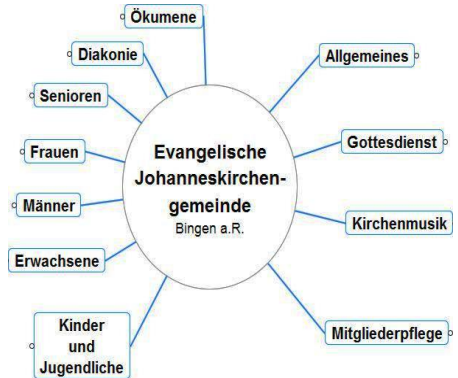 Ökumene
Diakonie
Senioren
Frauen
Männer
Erwachsene
Kinder
und
Jugendliche
Evangelische
Johanneskirchen-
gemeinde
Bingen a.R.
Allgemeines
Gottesdienst
Kirchenmusik
Mitgliederpflege